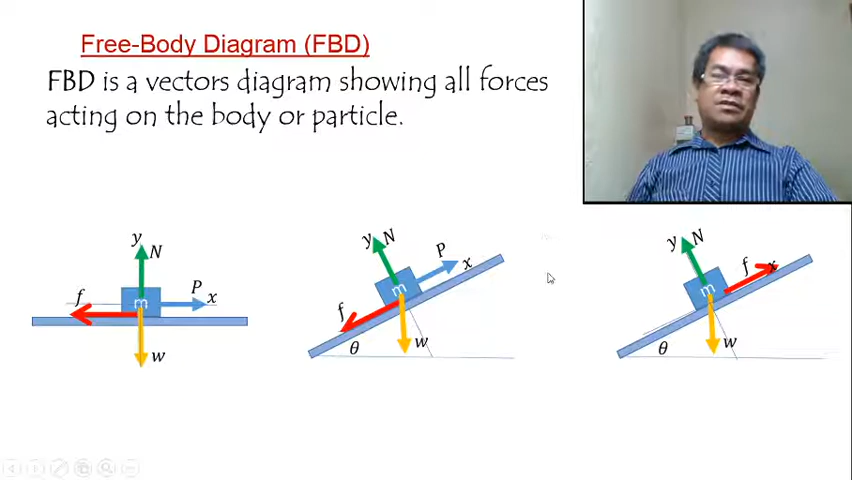 Free-Body Diagram (FBD)
FBD is a vectors diagram showing all forces
acting on the body or particle.
y
N
P
x
f
m
w
y
N
P
x
f
m
w
θ
y
N
f
x
m
w
θ